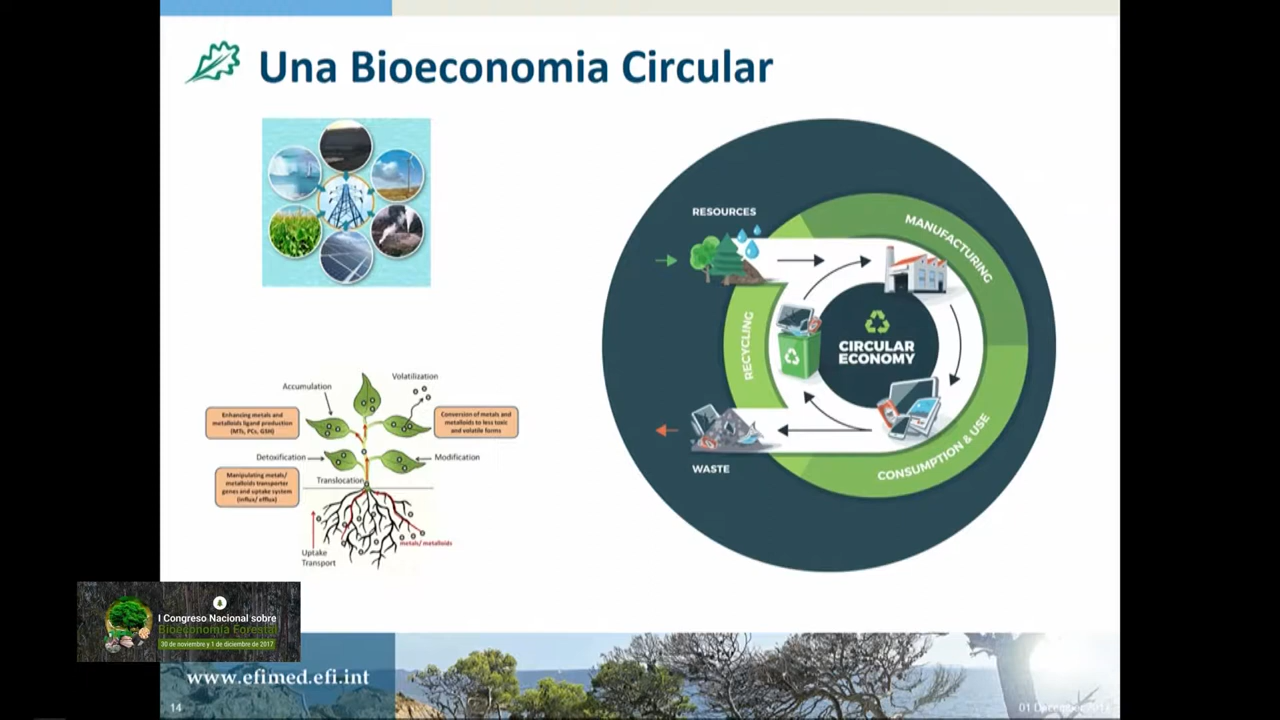 Una Bioeconomia Circular
RESOURCES
MANUFACTURING
RECYCLING
CIRCULAR
ECONOMY
CONSUMPTION & USE
WASTE
Volatilization
Accumulation
Enhancing metals and
metalloids ligand production
(MTs, PCs, GSH)
Conversion of metals and
metalloids to less toxic
and volatile forms
Detoxification
Modification
Manipulating metals/
metalloids transporter
genes and uptake system
(influx/ efflux)
Translocation
metals/ metalloids
Uptake
Transport
I Congreso Nacional sobre
Bioeconomía Forestal
30 de noviembre y 1 de diciembre de 2017
www.efimed.efi.int
14